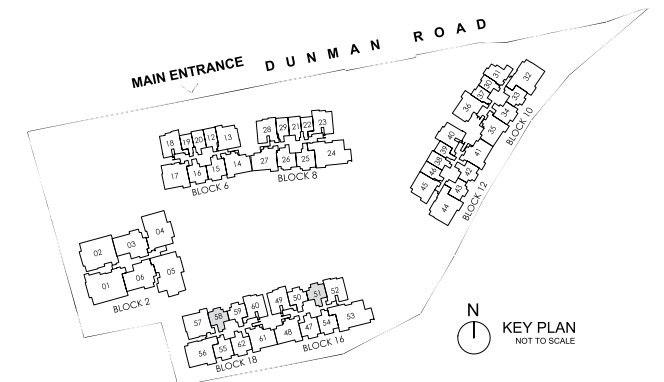 DUNMAN ROAD
MAIN ENTRANCE
31 32
30
37 33
36 34
35
BLOCK 10
28 29 21 22 23
18 19 20 12 13
40
39 41
38
46 42
45 43
44
BLOCK 12
17 16 15 14 27 26 25 24
BLOCK 6 BLOCK 8
04
02 03
01 06 05
BLOCK 2
57 58 59 60 49 50 51 52
56 55 62 61 48 47 54 53
BLOCK 18 BLOCK 16
N
KEY PLAN
NOT TO SCALE